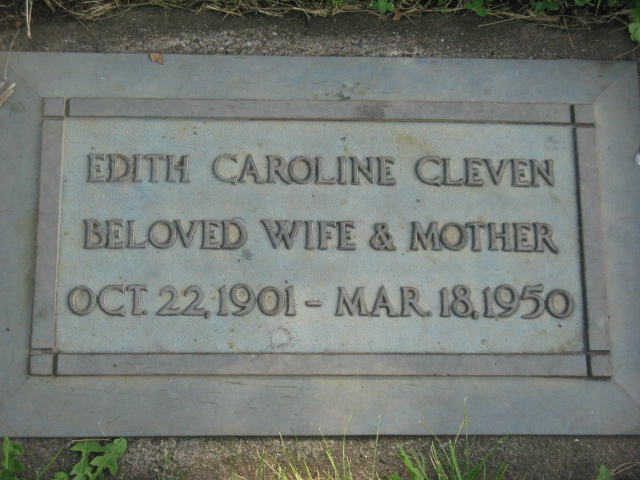 EDITH CAROLINE CLEVEN
BELOVED WIFE & MOTHER
OCT. 22, 1901 - MAR. 18, 1950